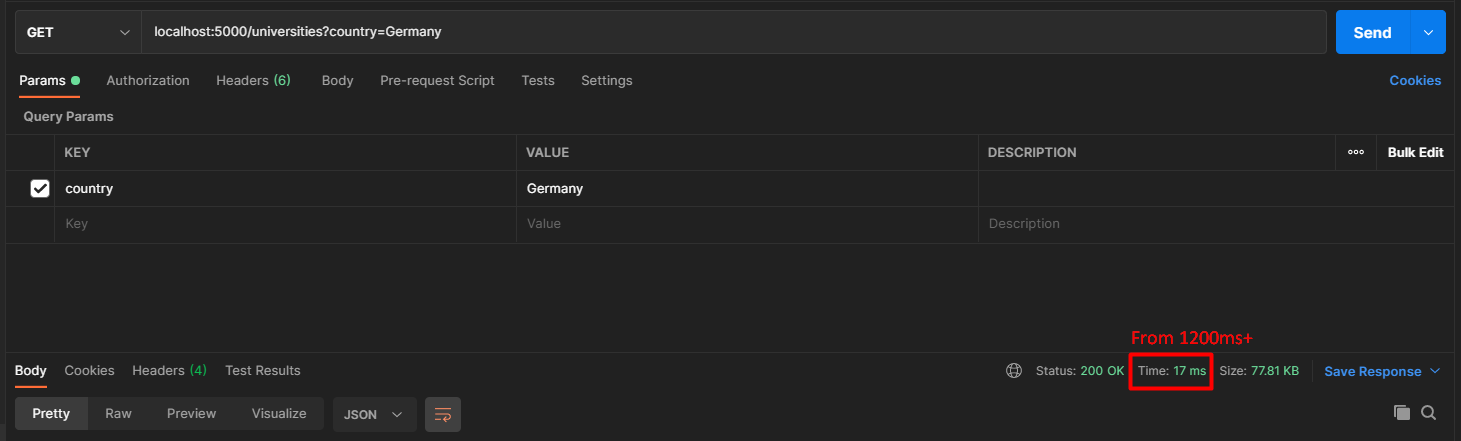 GET localhost:5000/universities?country=Germany Send
Params Authorization Headers (6) Body Pre-request Script Tests Settings Cookies
Query Params
KEY VALUE DESCRIPTION ooo Bulk Edit
country Germany
Key Value Description
From 1200ms+
Body Cookies Headers (4) Test Results Status: 200 OK Time: 17 ms Size: 77.81 KB Save Response
Pretty Raw Preview Visualize JSON